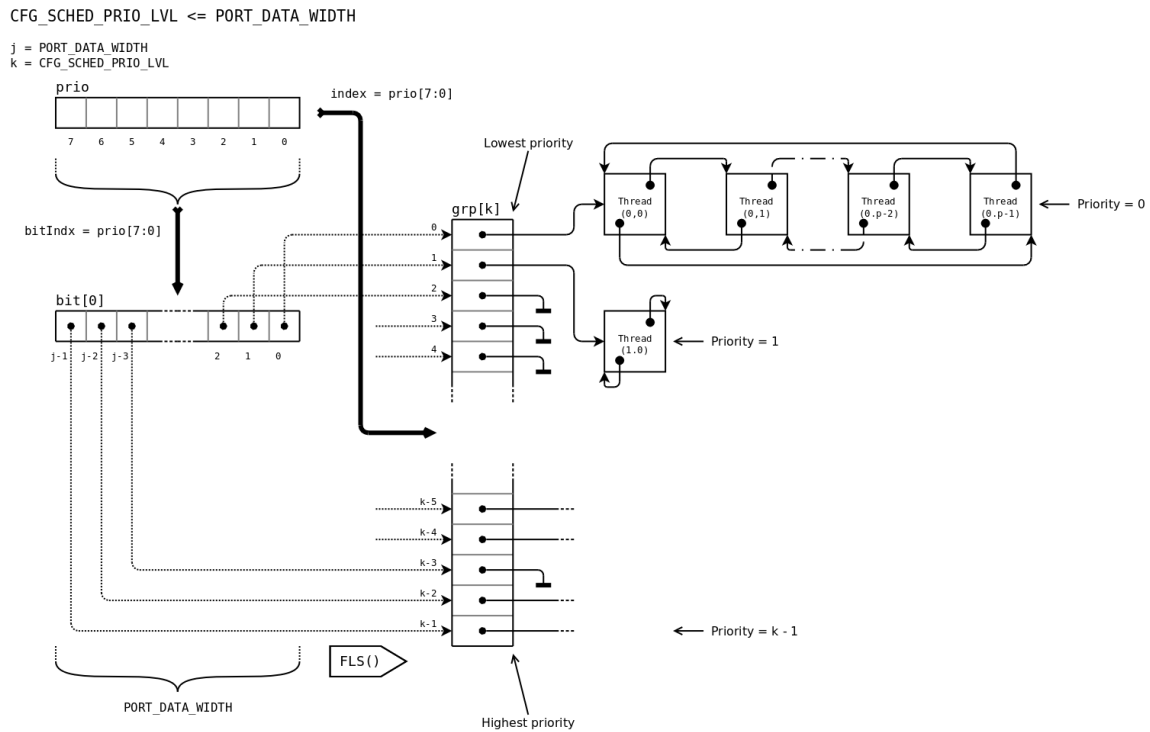 CFG_SCHED_PRIO_LVL <= PORT_DATA_WIDTH
j = PORT_DATA_WIDTH
k = CFG_SCHED_PRIO_LVL
prio
index = prio[7:0]
7 6 5 4 3 2 1 0
Lowest priority
Thread
(0,0)
Thread
(0,1)
Thread
(0.p-2)
Thread
(0.p-1)
Priority = 0
grp[k]
bitIndx = prio[7:0]
0
1
2
3
4
bit[0]
j-1 j-2 j-3 2 1 0
Thread
(1.0)
Priority = 1
k-5
k-4
k-3
k-2
k-1
Priority = k - 1
FLS()
PORT_DATA_WIDTH
Highest priority